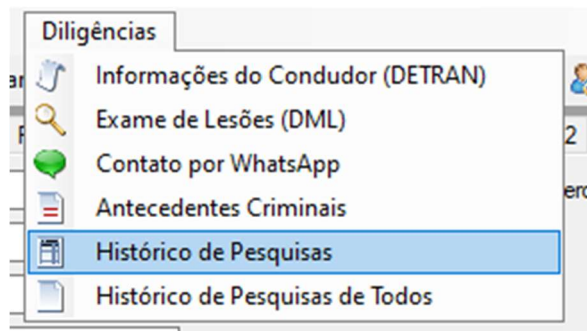 Diligências
Informações do Condudor (DETRAN)
Exame de Lesões (DML)
Contato por WhatsApp
Antecedentes Criminais
Histórico de Pesquisas
Histórico de Pesquisas de Todos